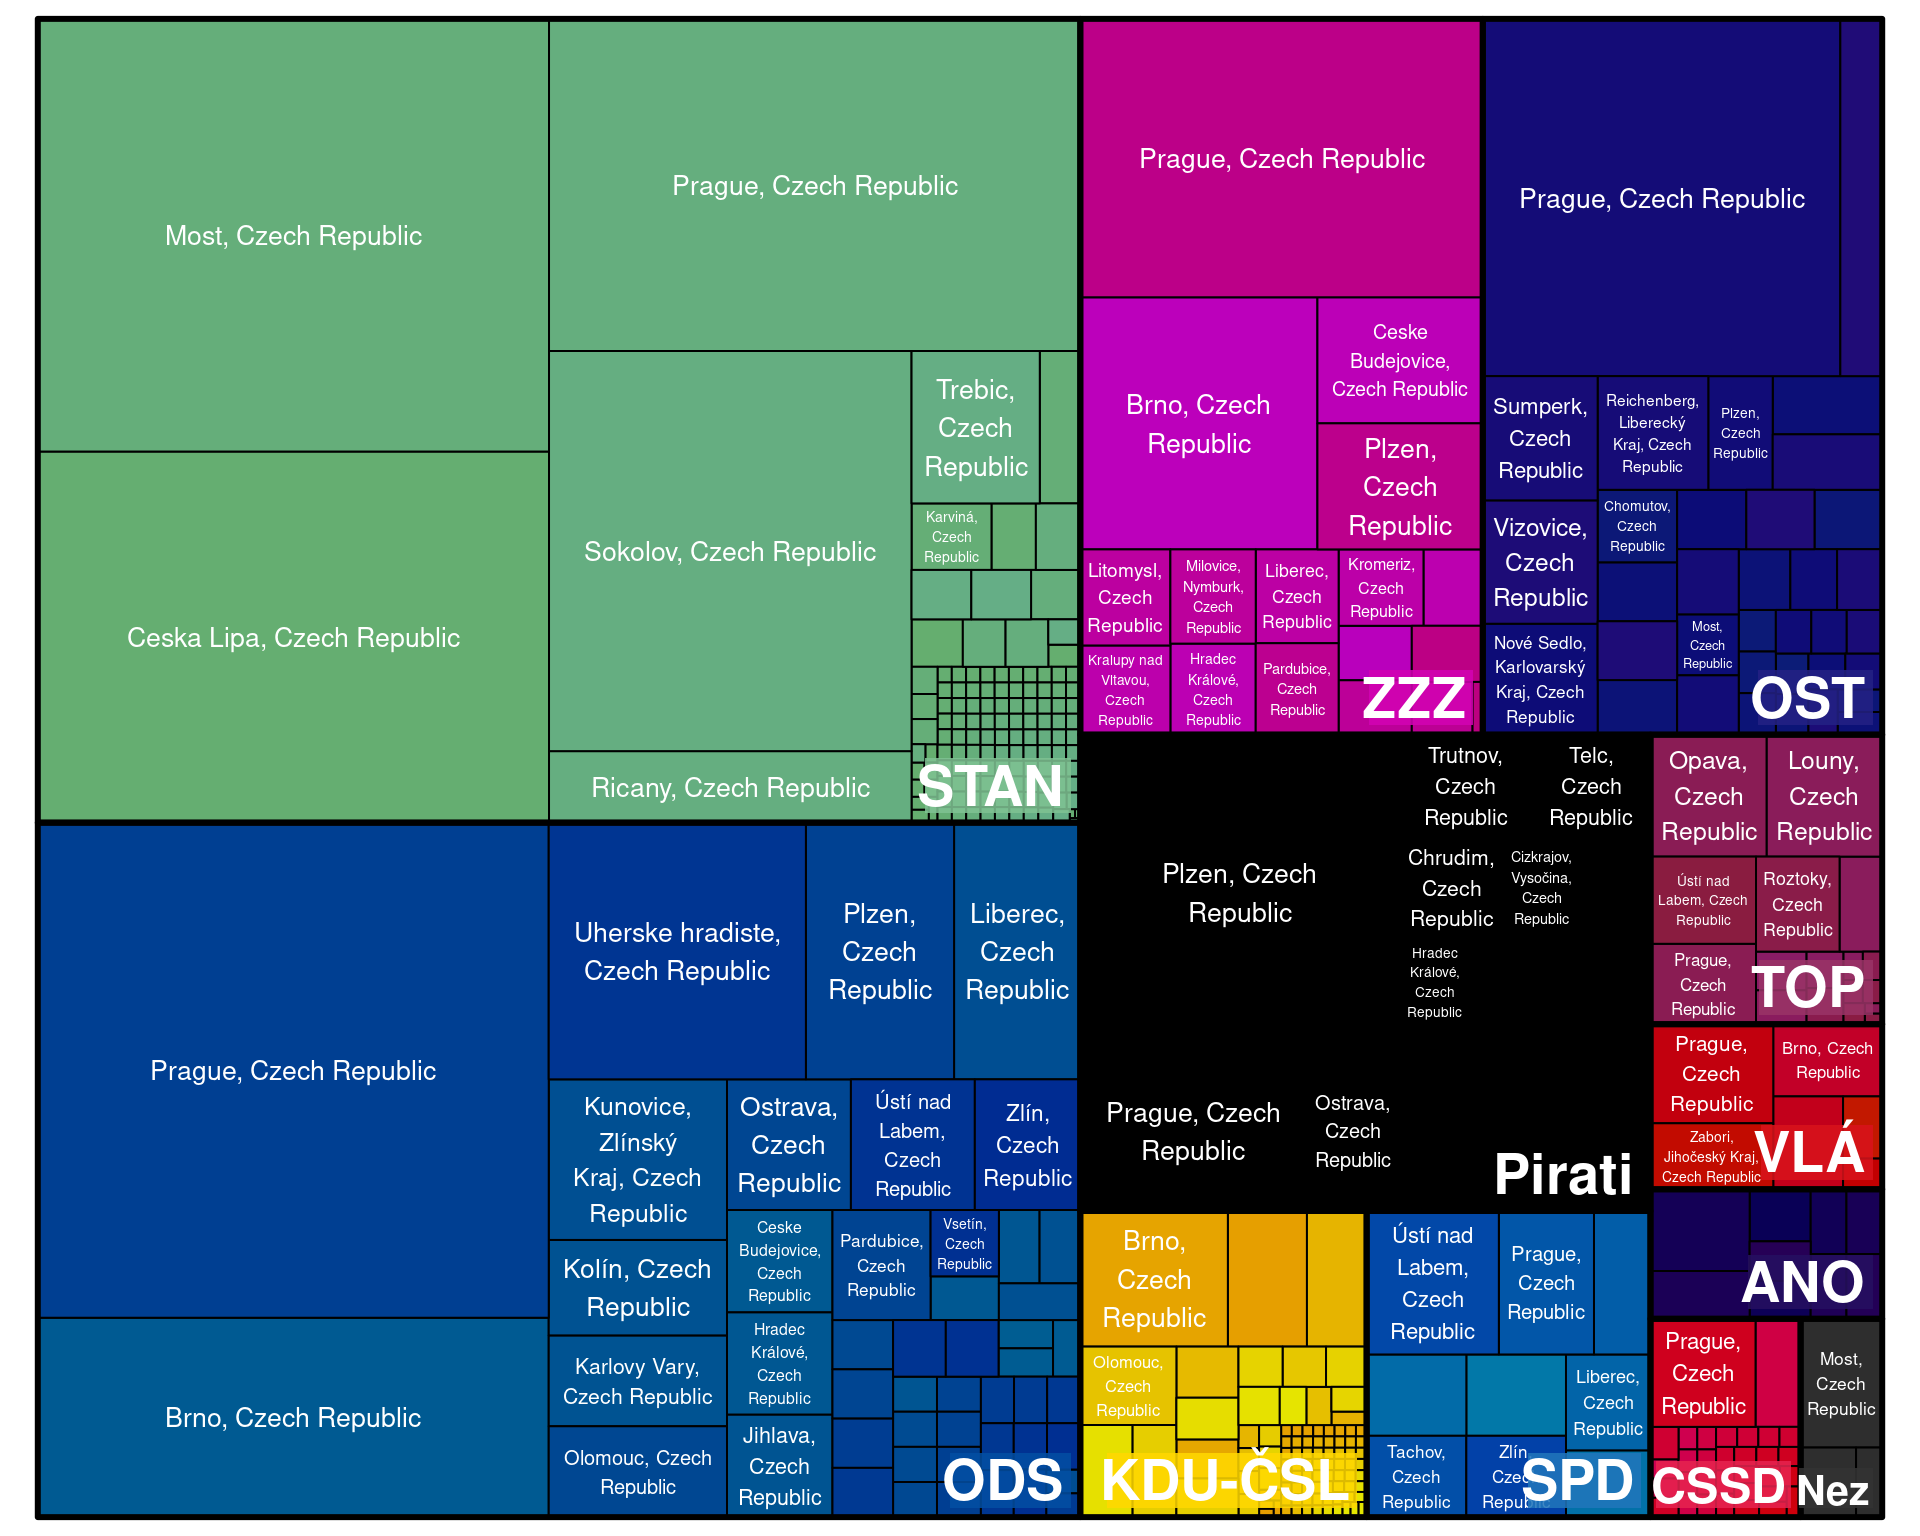 Most, Czech Republic
Ceska Lipa, Czech Republic
Prague, Czech Republic
Sokolov, Czech Republic
Ricany, Czech Republic
Trebic,
Czech
Republic
Karviná,
Czech
Republic
STAN
Prague, Czech Republic
Brno, Czech Republic
Uherske hradiste,
Czech Republic
Plzen,
Czech
Republic
Liberec,
Czech
Republic
Kunovice,
Zlínský
Kraj, Czech
Republic
Kolín, Czech
Republic
Karlovy Vary,
Czech Republic
Olomouc, Czech
Republic
Ostrava,
Czech
Republic
Ústí nad
Labem,
Czech
Republic
Zlín,
Czech
Republic
Ceske
Budejovice,
Czech
Republic
Hradec
Králové,
Czech
Republic
Jihlava,
Czech
Republic
Pardubice,
Czech
Republic
Vsetín,
Czech
Republic
ODS
Prague, Czech Republic
Brno, Czech
Republic
Ceske
Budejovice,
Czech Republic
Plzen,
Czech
Republic
Litomysl,
Czech
Republic
Kralupy nad
Vltavou,
Czech
Republic
Milovice,
Nymburk,
Czech
Republic
Hradec
Králové,
Czech
Republic
Liberec,
Czech
Republic
Pardubice,
Czech
Republic
Kromeriz,
Czech
Republic
ZZZ
Prague, Czech Republic
Sumperk,
Czech
Republic
Vizovice,
Czech
Republic
Nové Sedlo,
Karlovarský
Kraj, Czech
Republic
Reichenberg,
Liberecký
Kraj, Czech
Republic
Plzen,
Czech
Republic
Chomutov,
Czech
Republic
Most,
Czech
Republic
OST
Plzen, Czech
Republic
Prague, Czech
Republic
Ostrava,
Czech
Republic
Trutnov,
Czech
Republic
Telc,
Czech
Republic
Chrudim,
Czech
Republic
Cizkrajov,
Vysočina,
Czech
Republic
Hradec
Králové,
Czech
Republic
Pirati
Opava,
Czech
Republic
Louny,
Czech
Republic
Ústí nad
Labem, Czech
Republic
Roztoky,
Czech
Republic
Prague,
Czech
Republic
TOP
Prague,
Czech
Republic
Brno, Czech
Republic
Zabori,
Jihočeský Kraj,
Czech Republic
VLÁ
ANO
Brno,
Czech
Republic
Olomouc,
Czech
Republic
KDU-ČSL
Ústí nad
Labem,
Czech
Republic
Prague,
Czech
Republic
Liberec,
Czech
Republic
Tachov,
Czech
Republic
Zlín,
Czech
Republic
SPD
Prague,
Czech
Republic
CSSD
Most,
Czech
Republic
Nez